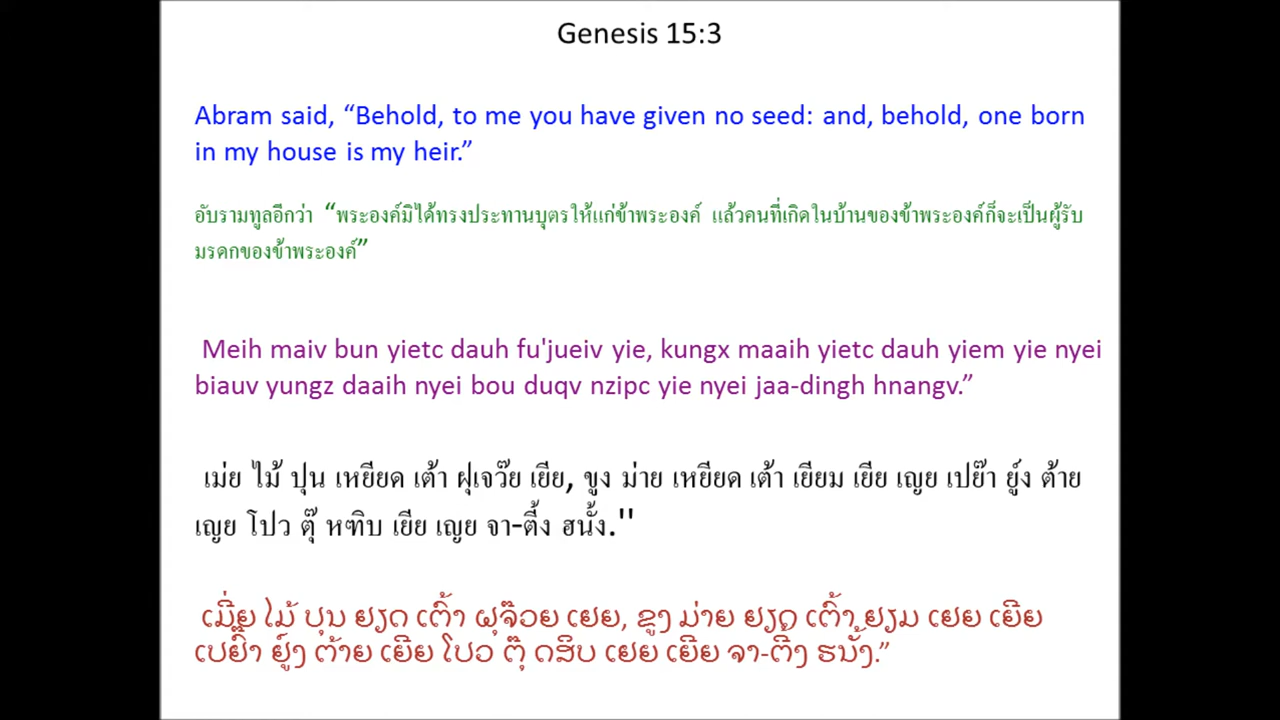 Genesis 15:3
Abram said, “Behold, to me you have given no seed: and, behold, one born
in my house is my heir.”
อับรามทูลอีกว่า “พระองค์มิได้ทรงประทานบุตรให้แก่ข้าพระองค์ แล้วคนที่เกิดในบ้านของข้าพระองค์ก็จะเป็นผู้รับ
มรดกของข้าพระองค์”
Meih maiv bun yietc dauh fu'jueiv yie, kungx maaih yietc dauh yiem yie nyei
biauv yungz daaih nyei bou duqv nzipc yie nyei jaa-dingh hnangv.”
เม่ย ไม้ ปุน เหยียด เต้า ฝุเจว๊ย เยีย, ขูง ม่าย เหยียด เต้า เยียม เยีย เญย เปย๊า ยู์ง ต้าย
เญย โปว ตุ๊ หฑิบ เยีย เญย จา-ตี้ง ฮนั้ง.''
ເມີ່ຍ ໄມ້ ປຸນ ຢຽດ ເຕົ້າ ຝຸຈ໊ວຍ ເຢຍ, ຂູງ ມ່າຍ ຢຽດ ເຕົ້າ ຢຽມ ເຢຍ ເຍີຍ
ເປຢົ໊າ ຢູ໌ງ ຕ້າຍ ເຍີຍ ໂປວ ຕຸ໊ ດສິບ ເຢຍ ເຍີຍ ຈາ-ຕີ້ງ ຮນັ້ງ.”